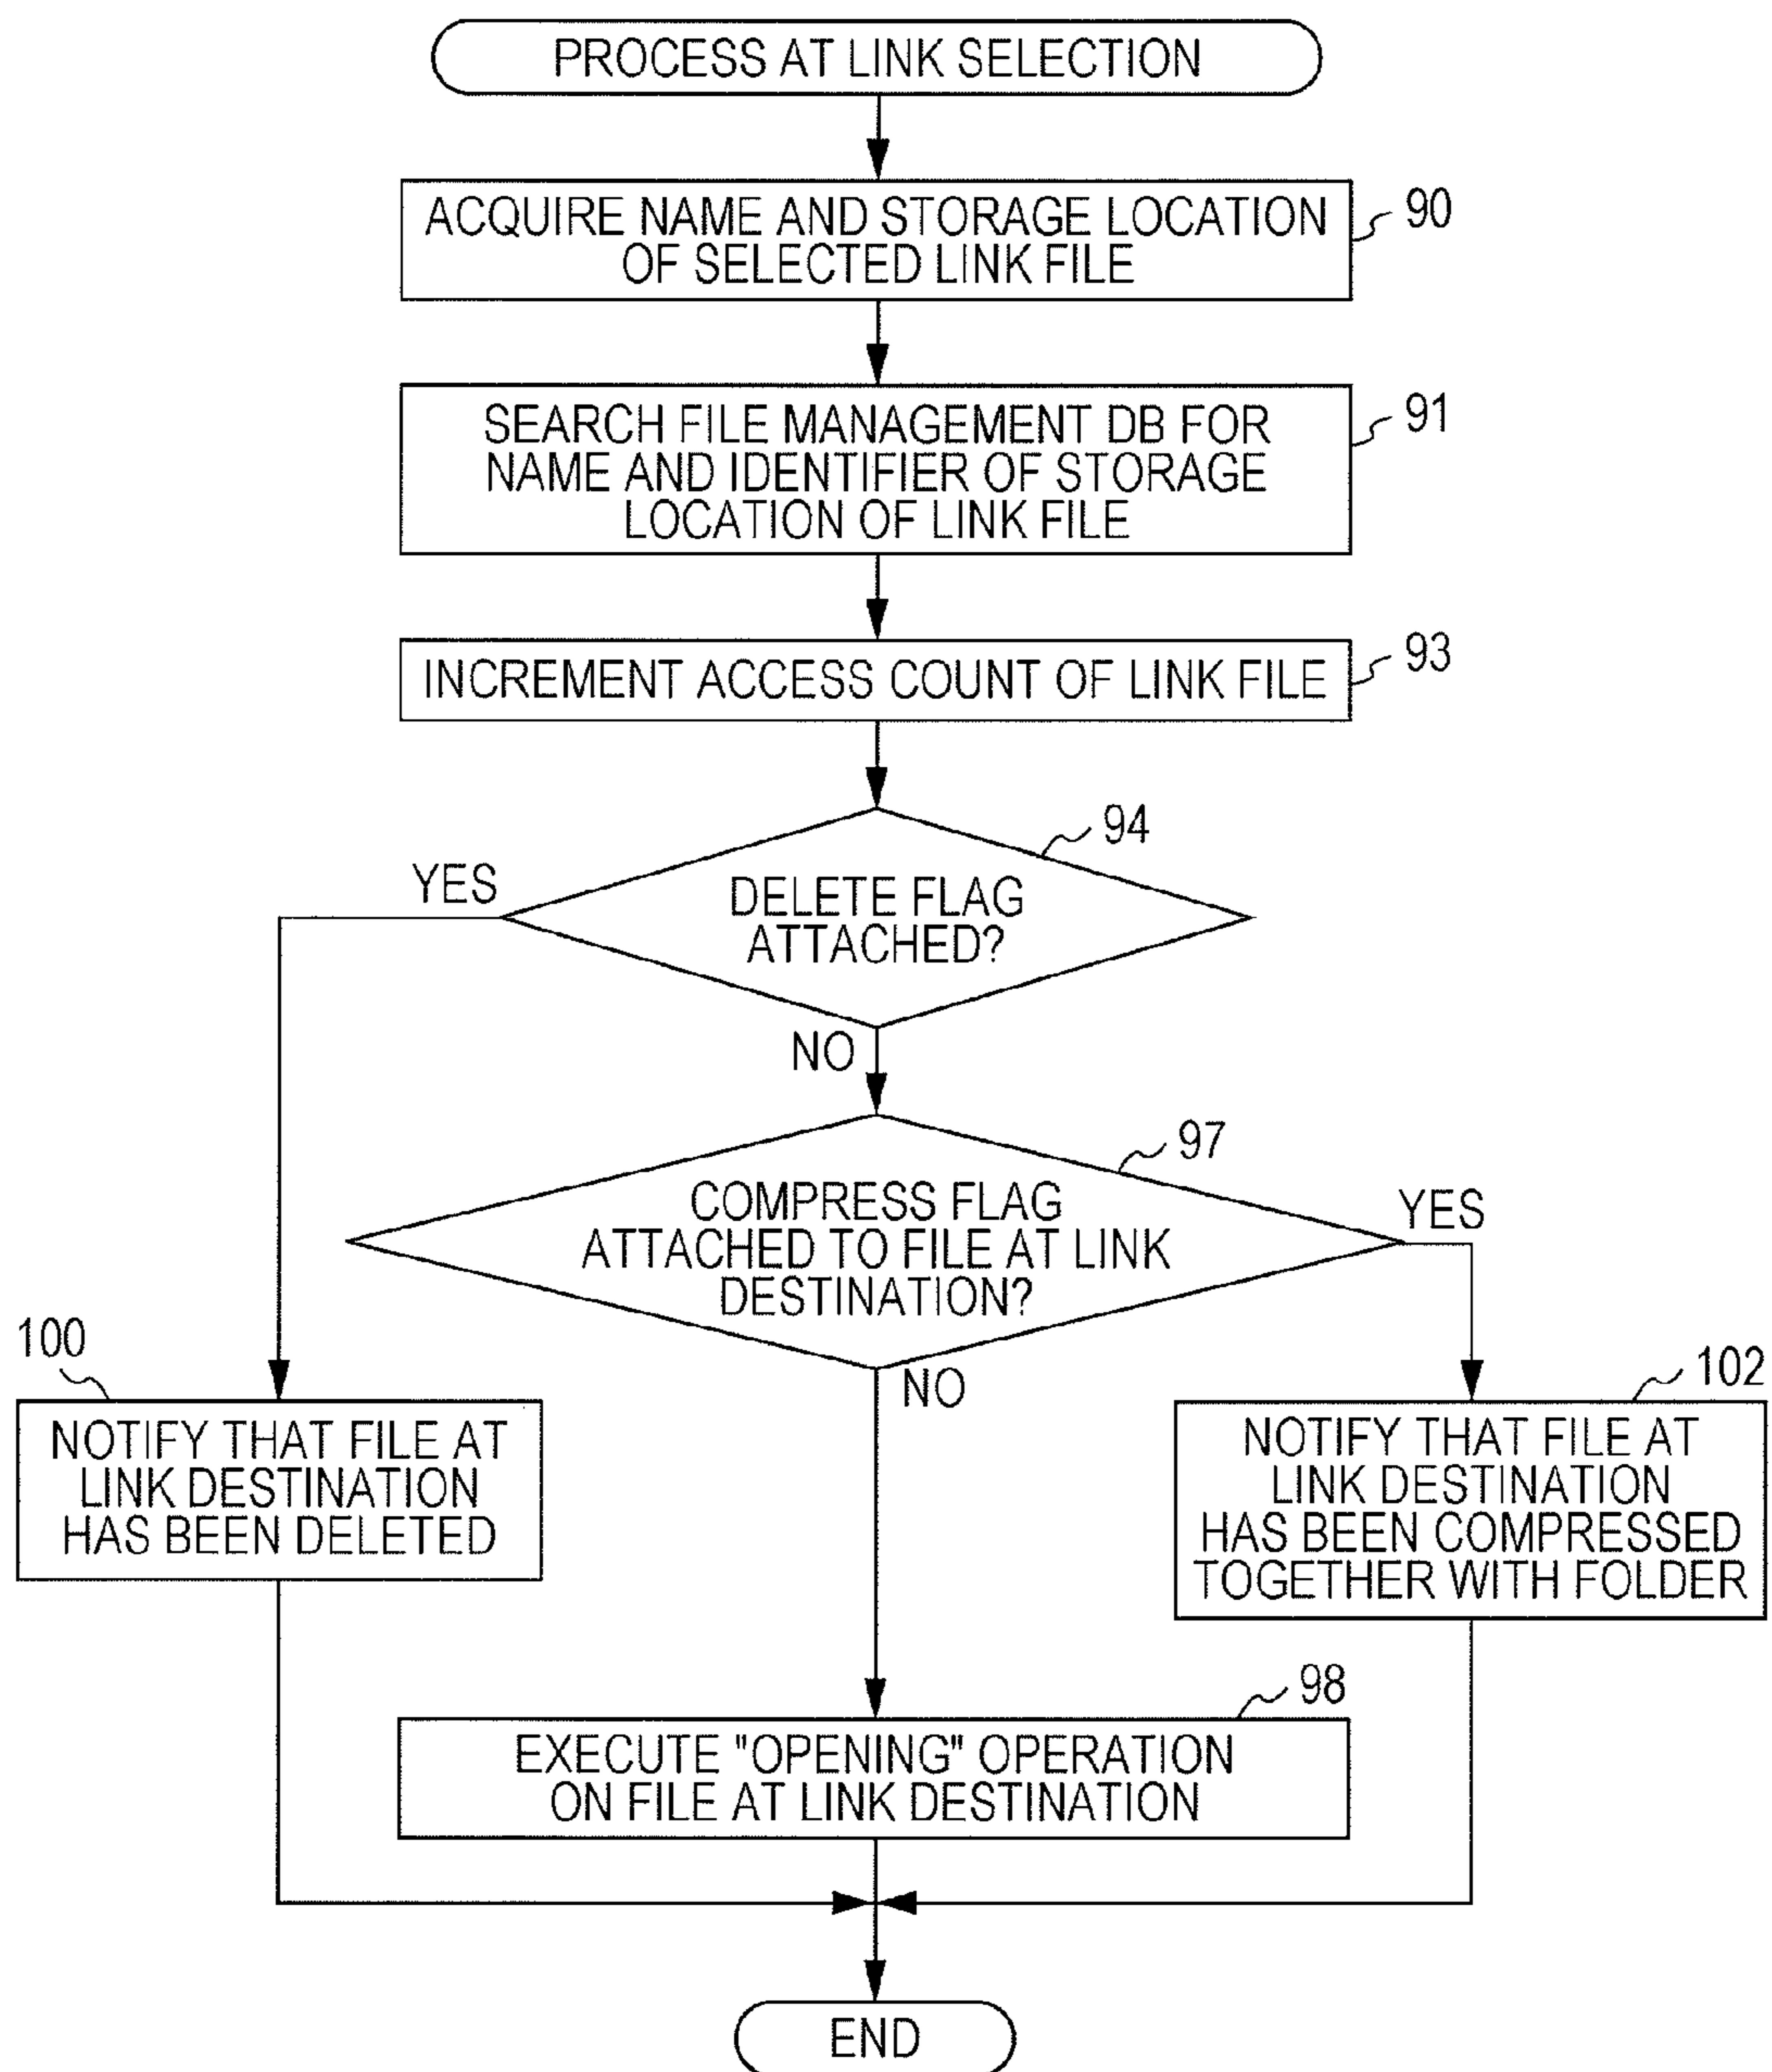 PROCESS AT LINK SELECTION
ACQUIRE NAME AND STORAGE LOCATION
OF SELECTED LINK FILE
90
SEARCH FILE MANAGEMENT DB FOR
NAME AND IDENTIFIER OF STORAGE
LOCATION OF LINK FILE
91
INCREMENT ACCESS COUNT OF LINK FILE
93
94
YES
DELETE FLAG
ATTACHED?
NO
97
COMPRESS FLAG
ATTACHED TO FILE AT LINK
DESTINATION?
YES
NO
100
NOTIFY THAT FILE AT
LINK DESTINATION
HAS BEEN DELETED
102
NOTIFY THAT FILE AT
LINK DESTINATION
HAS BEEN COMPRESSED
TOGETHER WITH FOLDER
98
EXECUTE "OPENING" OPERATION
ON FILE AT LINK DESTINATION
END